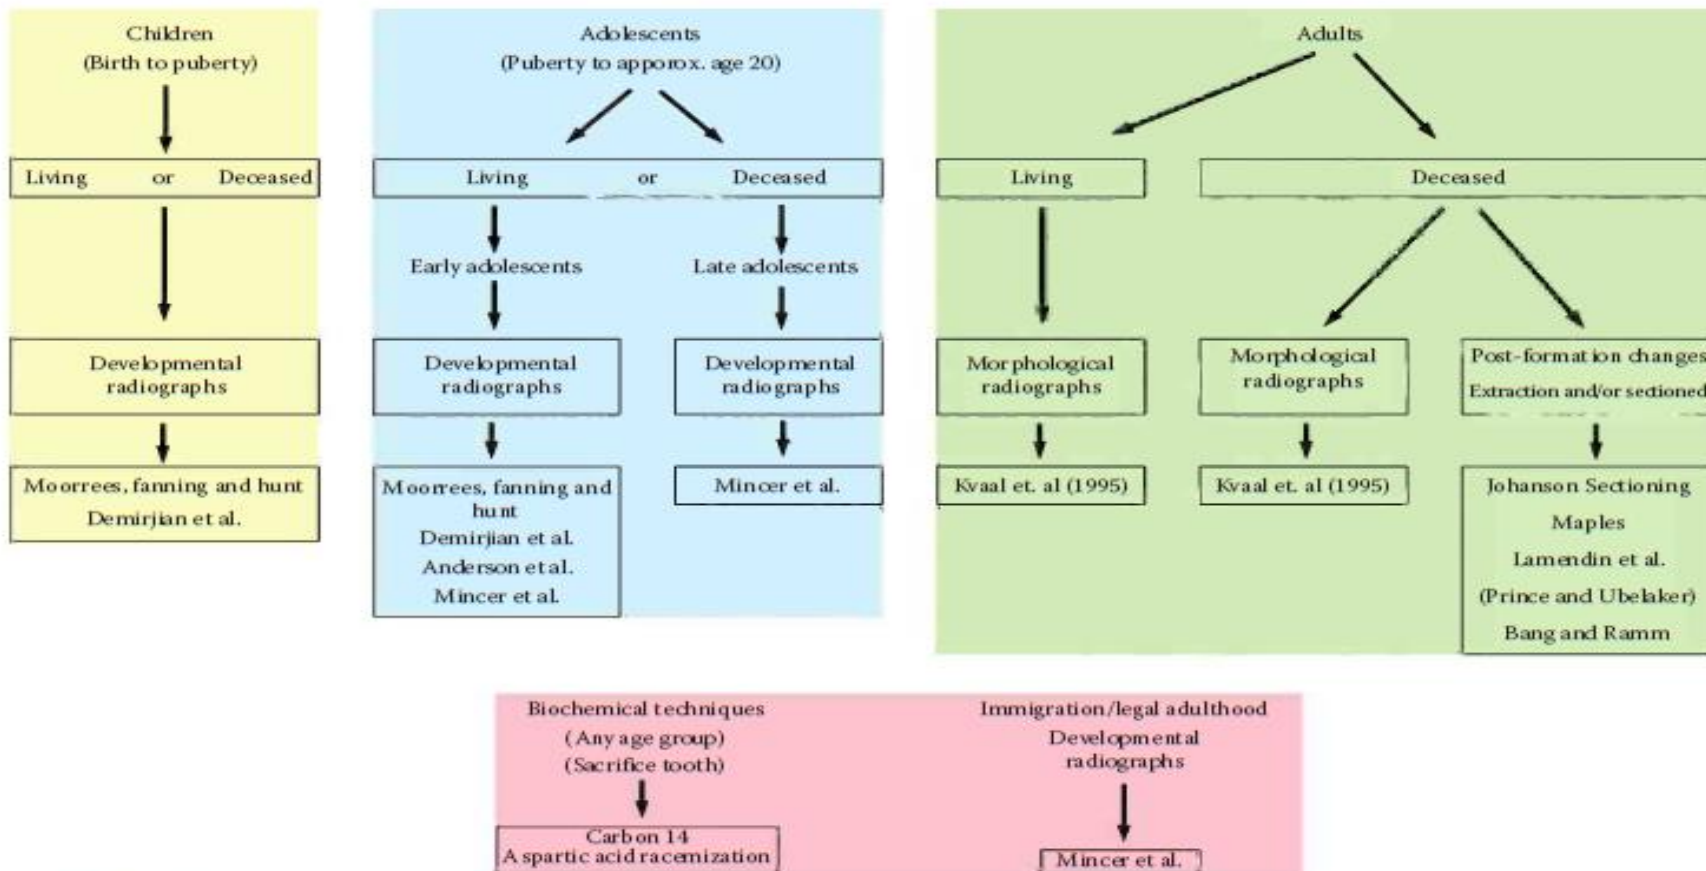 Children
(Birth to puberty)
Living or Deceased
Developmental
radiographs
Moorrees, fanning and hunt
Demirjian et al.
Adolescents
(Puberty to apporox. age 20)
Living or Deceased
Early adolescents
Developmental
radiographs
Moorrees, fanning and
hunt
Demirjian et al.
Anderson et al.
Mincer et al.
Late adolescents
Developmental
radiographs
Mincer et al.
Adults
Living
Morphological
radiographs
Kvaal et. al (1995)
Deceased
Morphological
radiographs
Kvaal et. al (1995)
Post-formation changes
Extraction and/or sectioned
Johanson Sectioning
Maples
Lamendin et al.
(Prince and Ubelaker)
Bang and Ramm
Biochemical techniques
(Any age group)
(Sacrifice tooth)
Carbon 14
Aspartic acid racemization
Immigration/legal adulthood
Developmental
radiographs
Mincer et al.